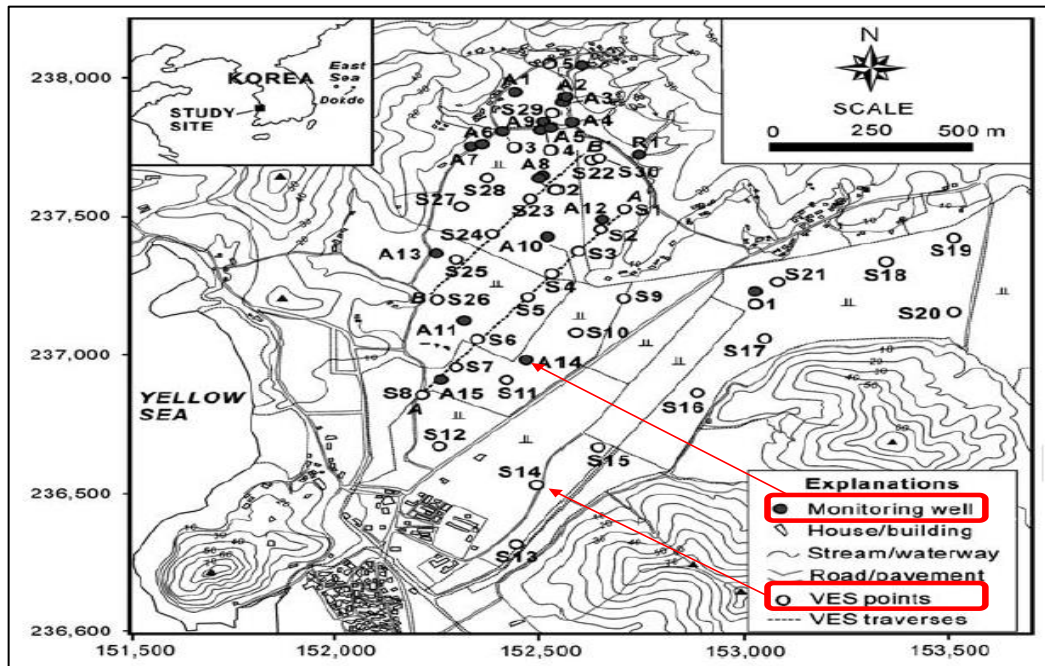 KOREA
East
Sea
Dokdo
STUDY
SITE
N
SCALE
0 250 500 m
238,000
237,500
237,000
236,500
236,600
YELLOW
SEA
A1
A2
A3
S29
A9
A4
A6
A5
R1
A7
O3
O4
B'
A8
S22
S30
S28
O2
S27
S23
A12
A'
S1
S24
A10
S2
A13
S3
S19
S25
S21
S18
S4
B
S26
S9
O1
S20
A11
S5
S10
S17
S6
S7
A14
S8
A15
S11
S16
A
S12
S14
S15
S13
Explanations
Monitoring well
House/building
Stream/waterway
Road/pavement
VES points
VES traverses
151,500 152,000 152,500 153,000 153,500